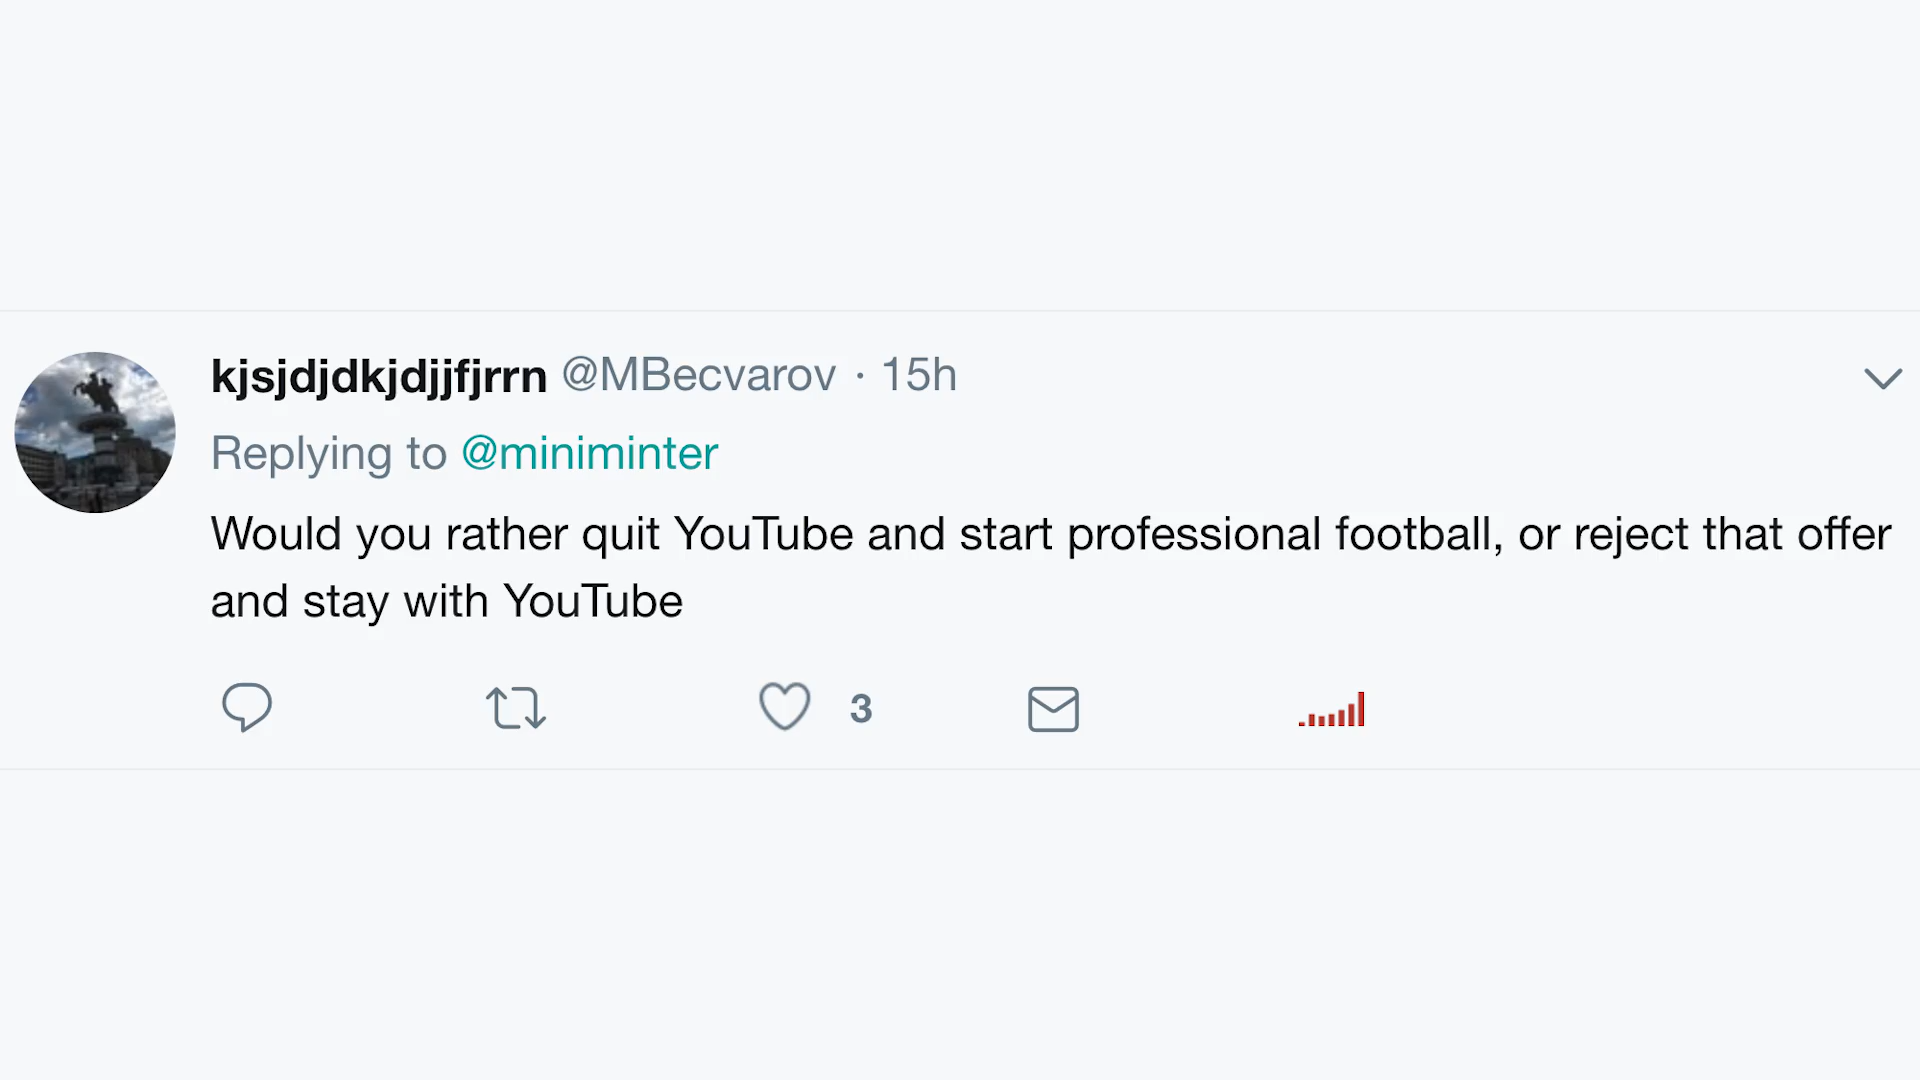 kjsjdjdkjdjjfjrrn @MBecvarov · 15h
Replying to @miniminter
Would you rather quit YouTube and start professional football, or reject that offer
and stay with YouTube
3